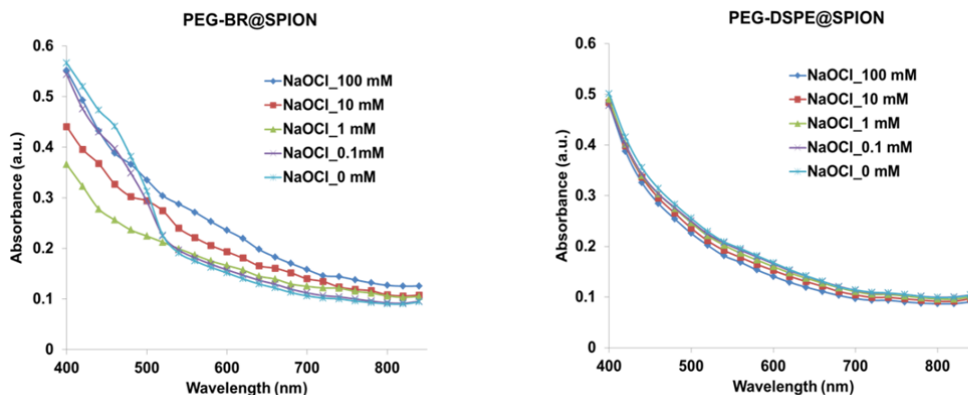 PEG-BR@SPION
0.6
0.5
0.4
0.3
0.2
0.1
0
Absorbance (a.u.)
NaOCl_100 mM
NaOCl_10 mM
NaOCl_1 mM
NaOCl_0.1mM
NaOCl_0 mM
400 500 600 700 800
Wavelength (nm)
PEG-DSPE@SPION
0.6
0.5
0.4
0.3
0.2
0.1
0
Absorbance (a.u.)
NaOCl_100 mM
NaOCl_10 mM
NaOCl_1 mM
NaOCl_0.1 mM
NaOCl_0 mM
400 500 600 700 800
Wavelength (nm)